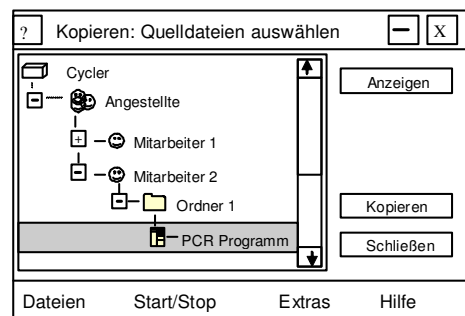 ? Kopieren: Quelldateien auswählen — X
Cycler
Angestellte
+ Mitarbeiter 1
Mitarbeiter 2
Ordner 1
PCR Programm
Anzeigen
Kopieren
Schließen
Dateien Start/Stop Extras Hilfe